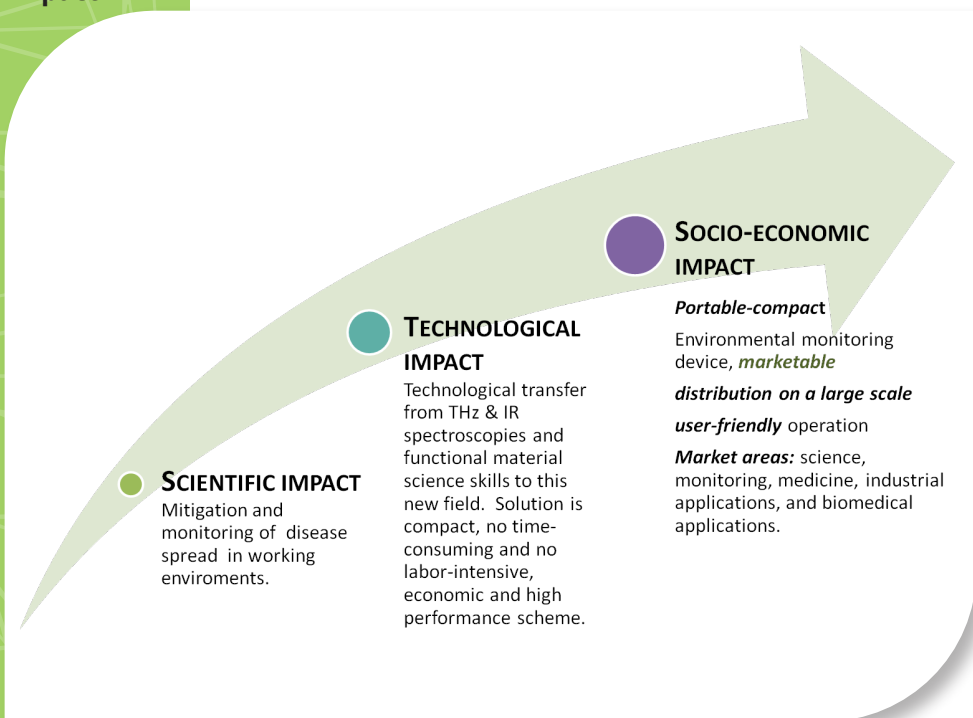 SCIENTIFIC IMPACT
Mitigation and
monitoring of disease
spread in working
enviroments.
TECHNOLOGICAL
IMPACT
Technological transfer
from THz & IR
spectroscopies and
functional material
science skills to this
new field. Solution is
compact, no time-
consuming and no
labor-intensive,
economic and high
performance scheme.
SOCIO-ECONOMIC
IMPACT
Portable-compact
Environmental monitoring
device, marketable
distribution on a large scale
user-friendly operation
Market areas: science,
monitoring, medicine, industrial
applications, and biomedical
applications.